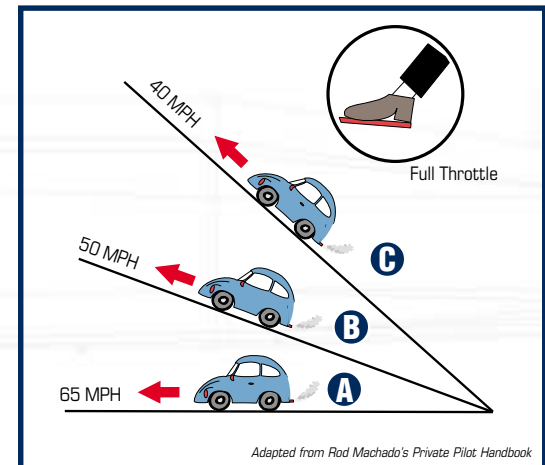 40 MPH
Full Throttle
C
50 MPH
B
65 MPH
A
Adapted from Rod Machado's Private Pilot Handbook